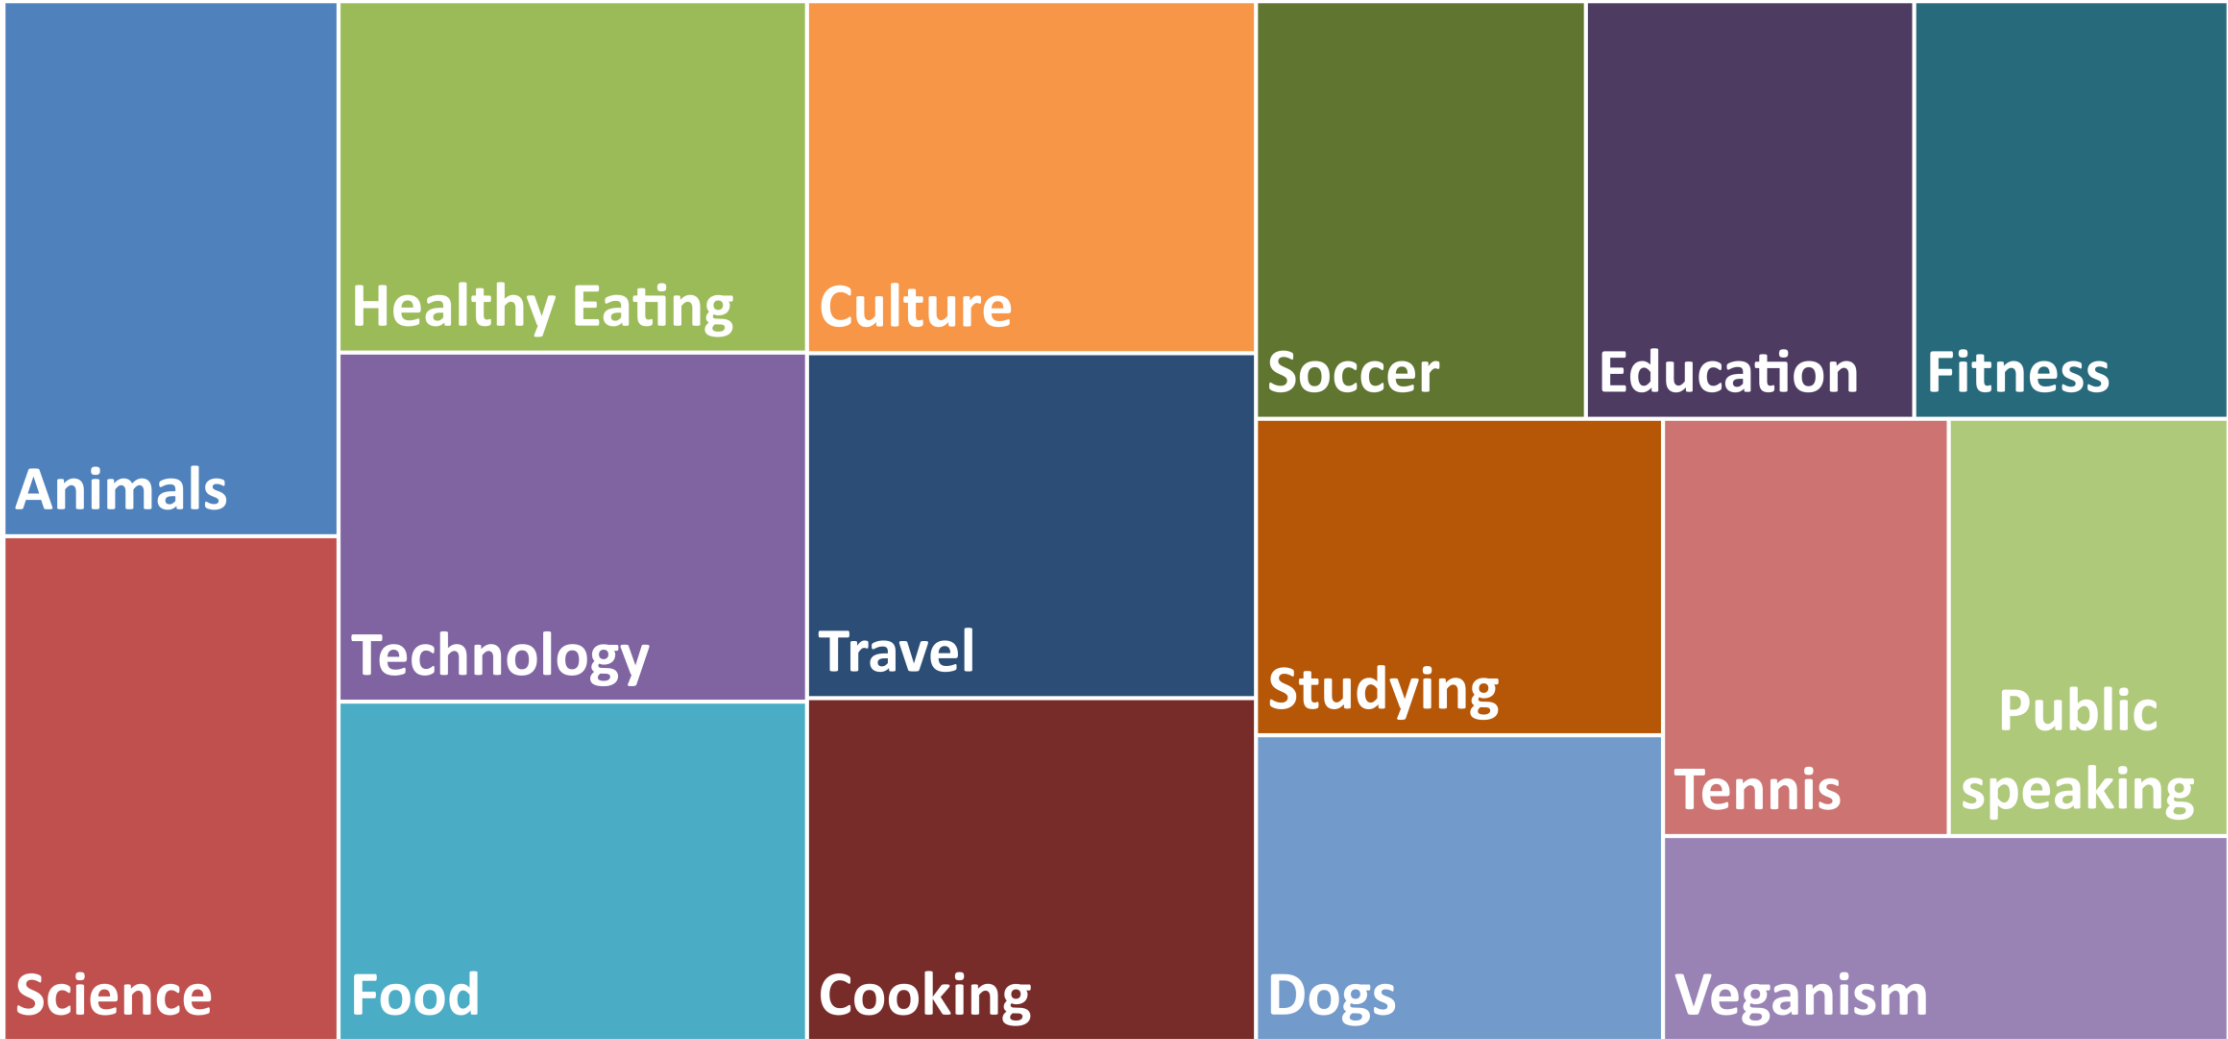 Animals
Science
Healthy Eating
Technology
Food
Culture
Travel
Cooking
Soccer
Education
Fitness
Studying
Dogs
Tennis
Public
speaking
Veganism